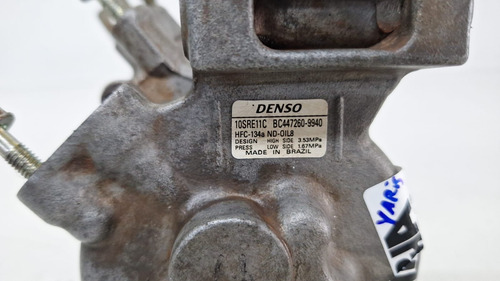 DENSO
10SRE11C BC447260-9940
HFC-134a ND-OIL8
DESIGN HIGH SIDE 3.53MPa
PRESS LOW SIDE 1.67MPa
MADE IN BRAZIL
YARIS